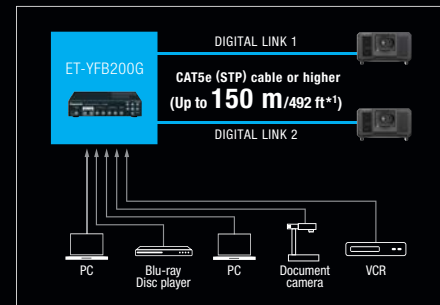 DIGITAL LINK 1
ET-YFB200G
CAT5e (STP) cable or higher
(Up to 150 m/492 ft*1)
DIGITAL LINK 2
PC
Blu-ray
Disc player
PC
Document
camera
VCR